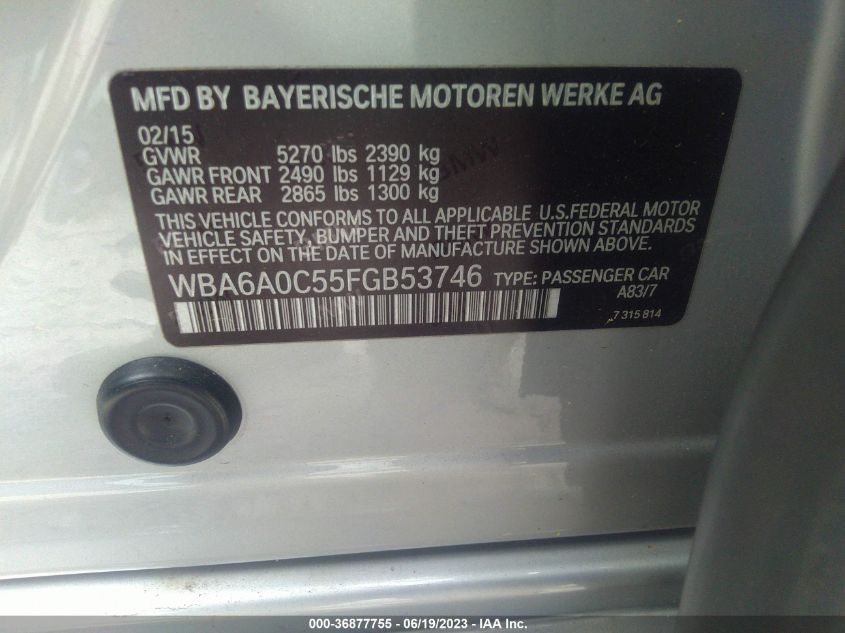 MFD BY BAYERISCHE MOTOREN WERKE AG
02/15
GVWR 5270 lbs 2390 kg
GAWR FRONT 2490 lbs 1129 kg
GAWR REAR 2865 lbs 1300 kg
THIS VEHICLE CONFORMS TO ALL APPLICABLE U.S.FEDERAL MOTOR
VEHICLE SAFETY, BUMPER AND THEFT PREVENTION STANDARDS
IN EFFECT ON THE DATE OF MANUFACTURE SHOWN ABOVE.
WBA6A0C55FGB53746 TYPE: PASSENGER CAR
A83/7
7 315 814
000-36877755 - 06/19/2023 - IAA Inc.